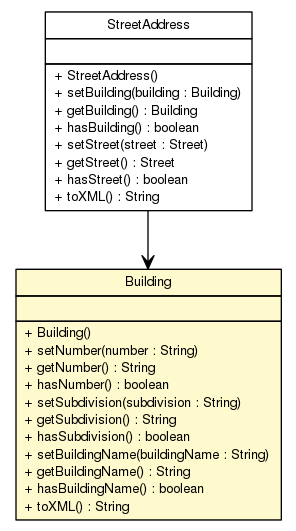 StreetAddress
+ StreetAddress()
+ setBuilding(building : Building)
+ getBuilding() : Building
+ hasBuilding() : boolean
+ setStreet(street : Street)
+ getStreet() : Street
+ hasStreet() : boolean
+ toXML() : String
Building
+ Building()
+ setNumber(number : String)
+ getNumber() : String
+ hasNumber() : boolean
+ setSubdivision(subdivision : String)
+ getSubdivision() : String
+ hasSubdivision() : boolean
+ setBuildingName(buildingName : String)
+ getBuildingName() : String
+ hasBuildingName() : boolean
+ toXML() : String